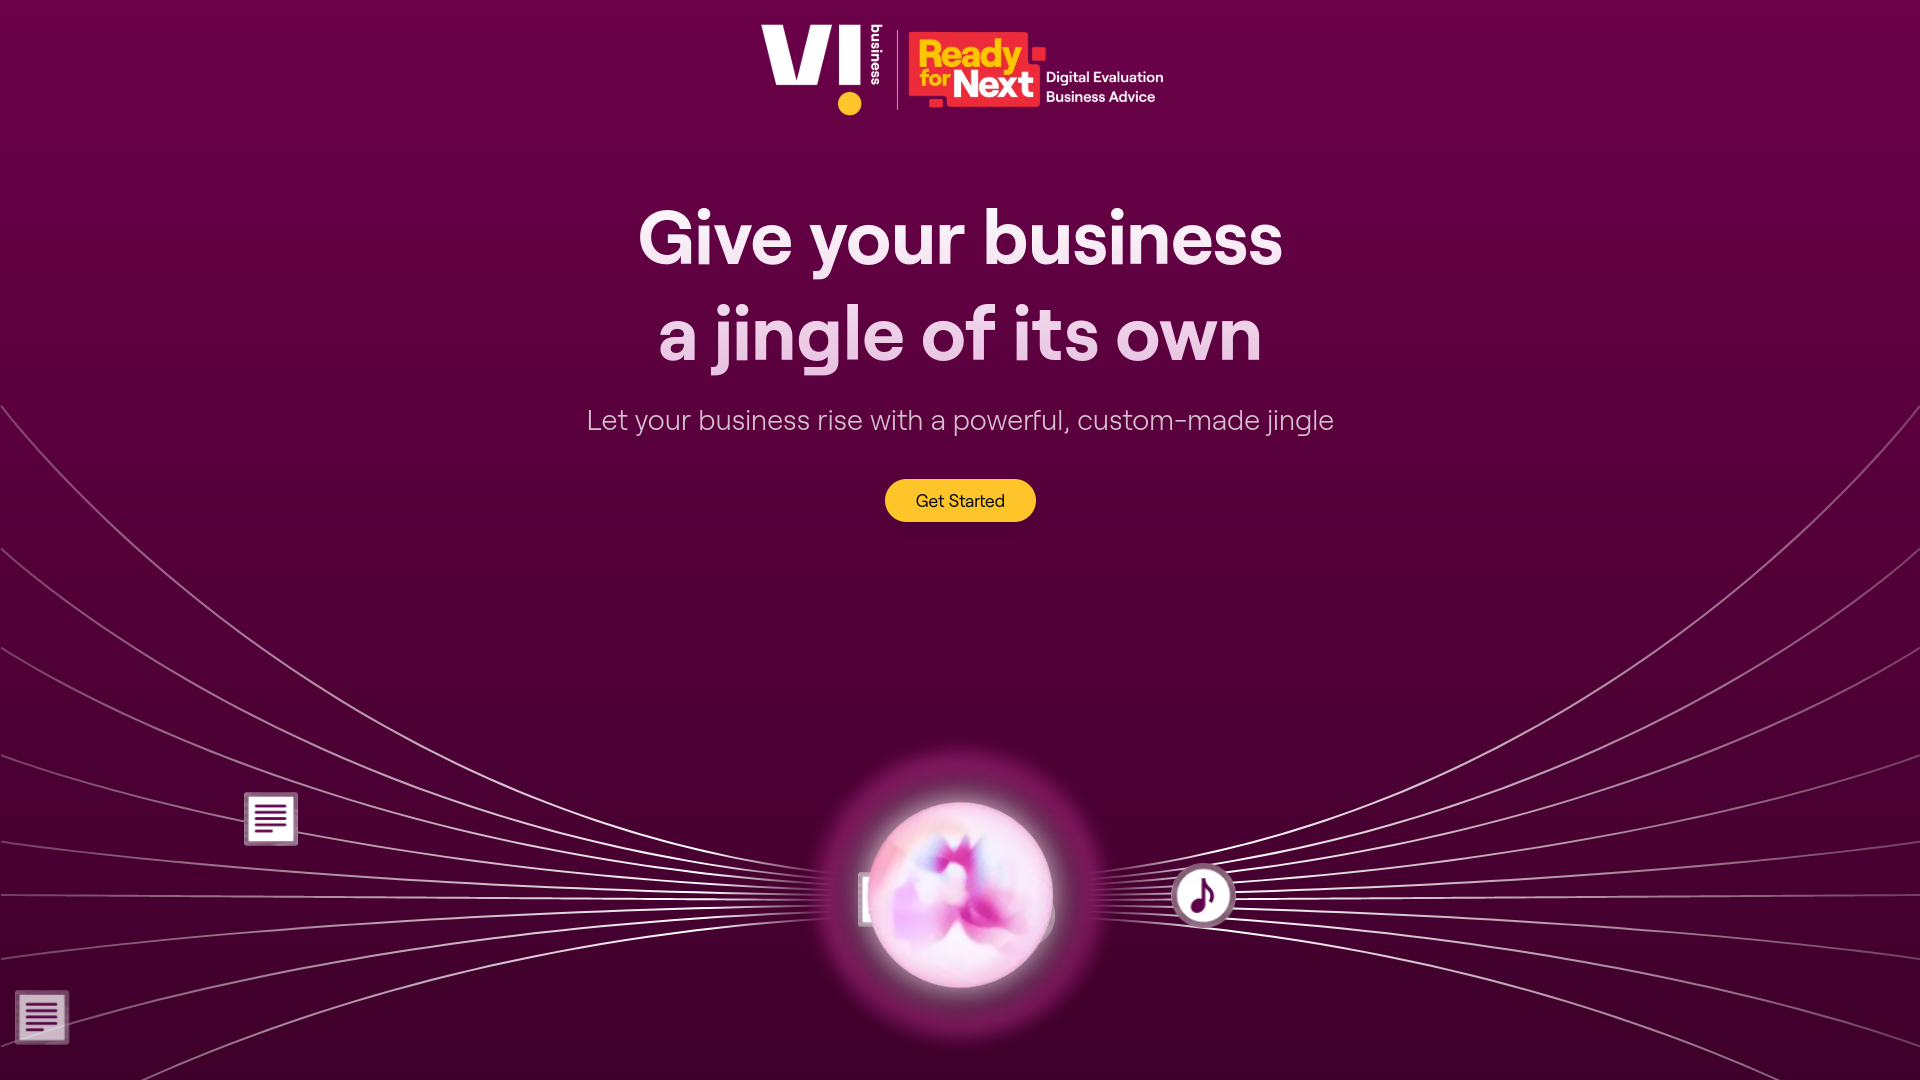 VI business
Ready
for Next
Digital Evaluation
Business Advice
Give your business
a jingle of its own
Let your business rise with a powerful, custom-made jingle
Get Started